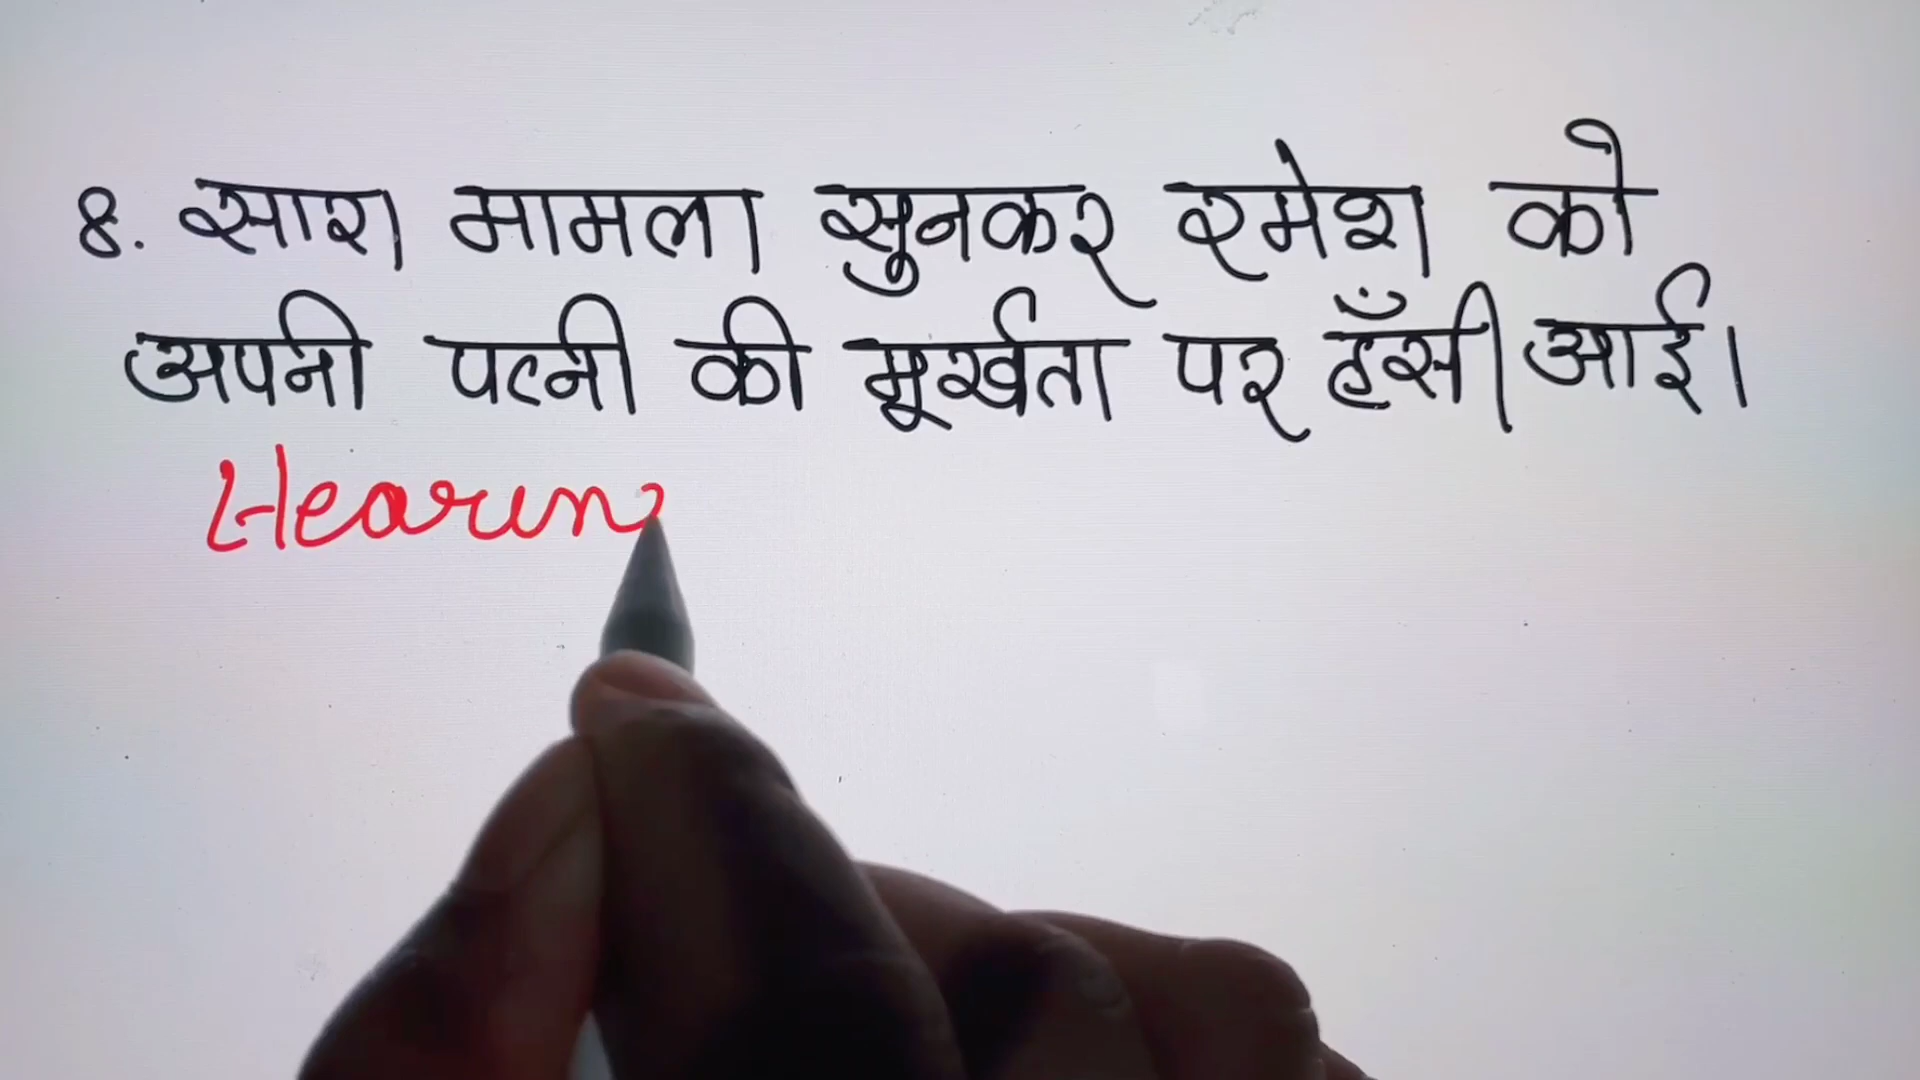 8. सारा मामला सुनकर रमेश को
अपनी पत्नी की मूर्खता पर हँसी आई।
Hearin